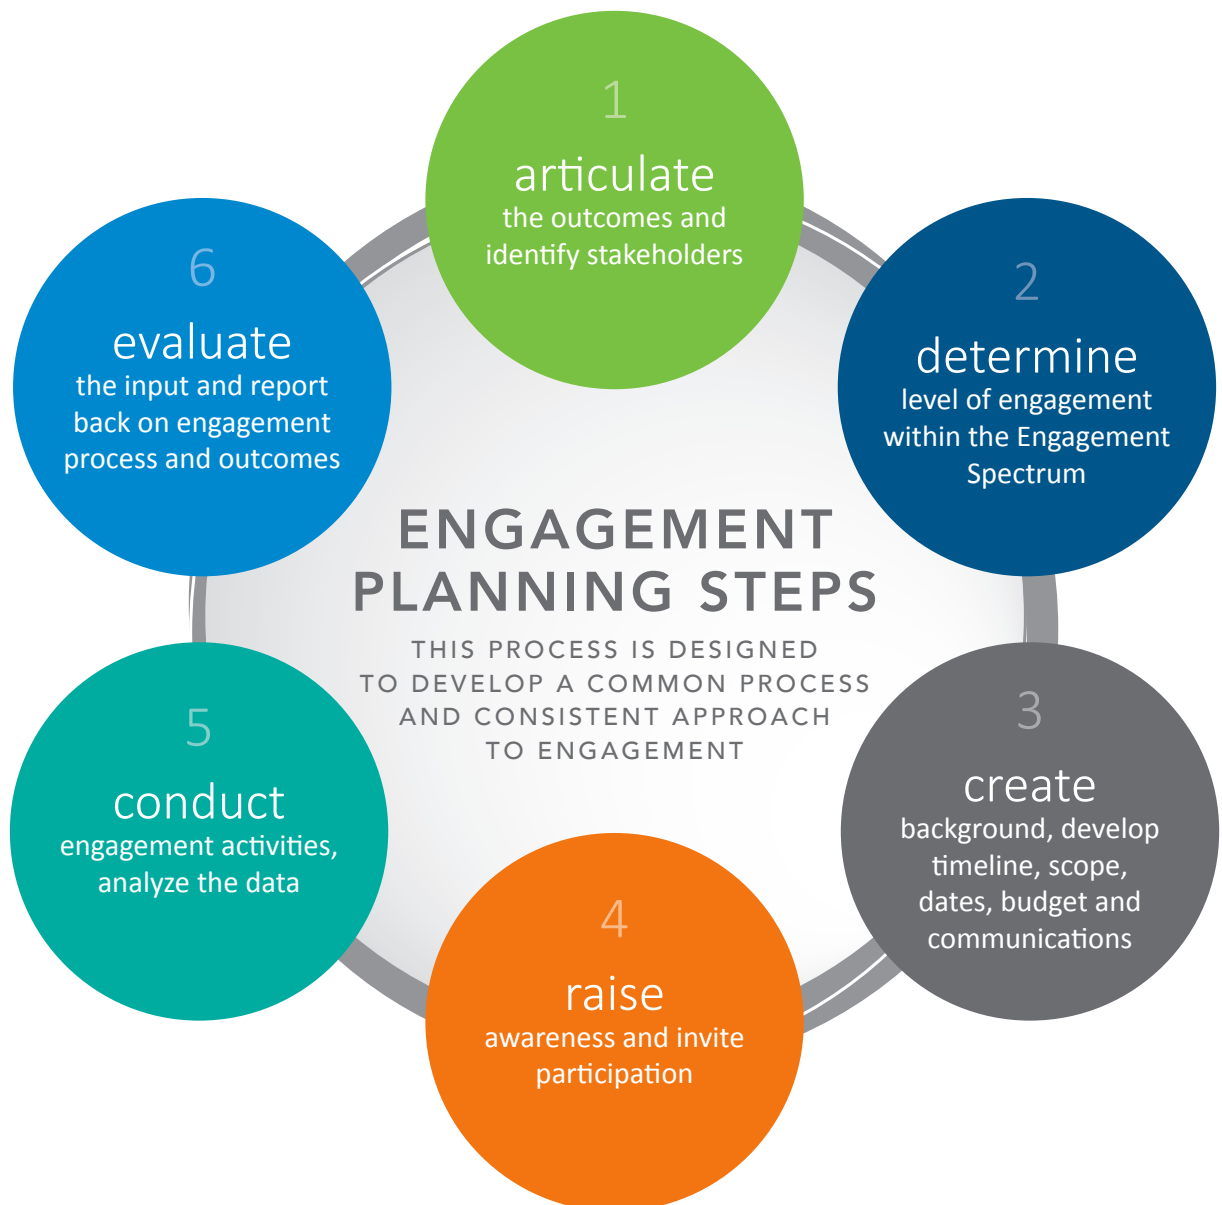 1
articulate
the outcomes and
identify stakeholders
2
determine
level of engagement
within the Engagement
Spectrum
3
create
background, develop
timeline, scope,
dates, budget and
communications
4
raise
awareness and invite
participation
5
conduct
engagement activities,
analyze the data
6
evaluate
the input and report
back on engagement
process and outcomes
ENGAGEMENT
PLANNING STEPS
THIS PROCESS IS DESIGNED
TO DEVELOP A COMMON PROCESS
AND CONSISTENT APPROACH
TO ENGAGEMENT